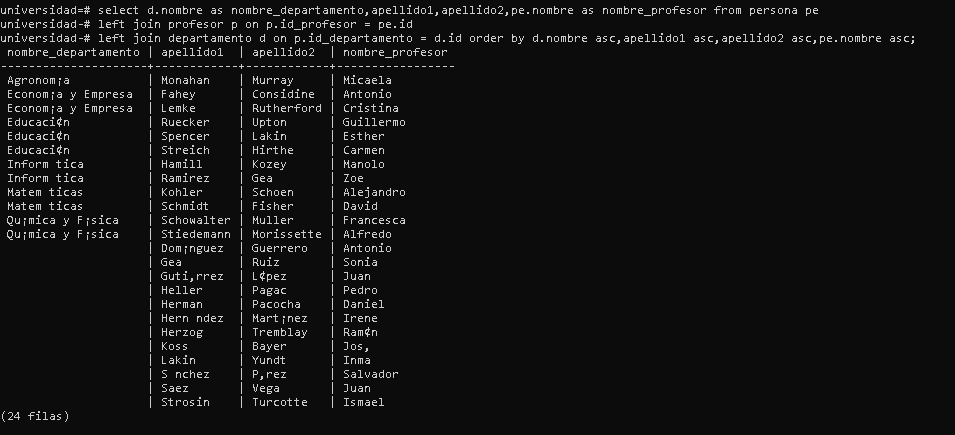 universidad=# select d.nombre as nombre_departamento,apellido1,apellido2,pe.nombre as nombre_profesor from persona pe
universidad-# left join profesor p on p.id_profesor = pe.id
universidad-# left join departamento d on p.id_departamento = d.id order by d.nombre asc,apellido1 asc,apellido2 asc,pe.nombre asc;
nombre_departamento | apellido1 | apellido2 | nombre_profesor
---------------------+------------+------------+-----------------
Agronom¡a | Monahan | Murray | Micaela
Econom¡a y Empresa | Fahey | Considine | Antonio
Econom¡a y Empresa | Lemke | Rutherford | Cristina
Educaci¢n | Ruecker | Upton | Guillermo
Educaci¢n | Spencer | Lakin | Esther
Educaci¢n | Streich | Hirthe | Carmen
Inform tica | Hamill | Kozey | Manolo
Inform tica | Ramirez | Gea | Zoe
Matem ticas | Kohler | Schoen | Alejandro
Matem ticas | Schmidt | Fisher | David
Qu¡mica y F¡sica | Schowalter | Muller | Francesca
Qu¡mica y F¡sica | Stiedemann | Morissette | Alfredo
| Dom¡nguez | Guerrero | Antonio
| Gea | Ruiz | Sonia
| Guti‚rrez | L¢pez | Juan
| Heller | Pagac | Pedro
| Herman | Pacocha | Daniel
| Hern ndez | Mart¡nez | Irene
| Herzog | Tremblay | Ram¢n
| Koss | Bayer | Jos‚
| Lakin | Yundt | Inma
| S nchez | P‚rez | Salvador
| Saez | Vega | Juan
| Strosin | Turcotte | Ismael
(24 filas)